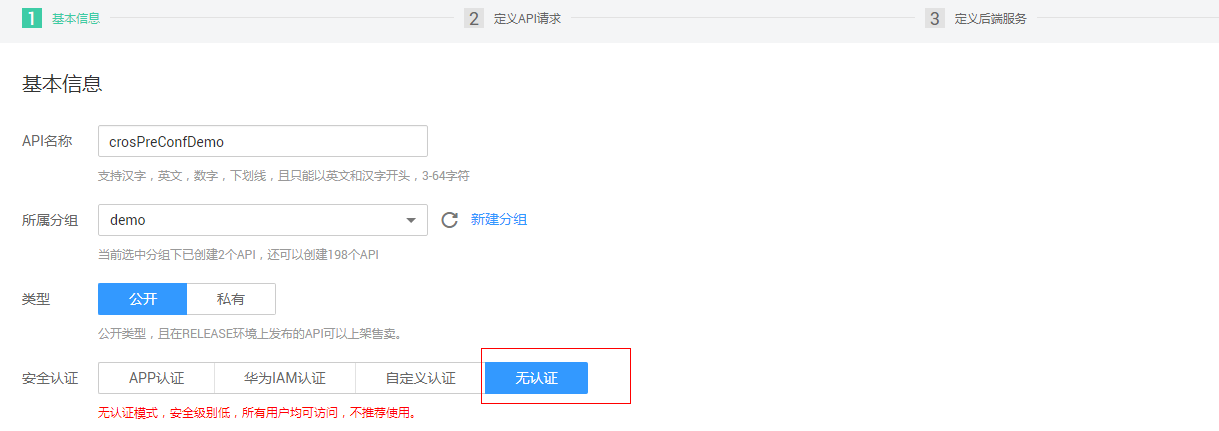 1 基本信息 2 定义API请求 3 定义后端服务
基本信息
API名称 crosPreConfDemo
支持汉字，英文，数字，下划线，且只能以英文和汉字开头，3-64字符
所属分组 demo 新建分组
当前选中分组下已创建2个API，还可以创建198个API
类型 公开 私有
公开类型，且在RELEASE环境上发布的API可以上架售卖。
安全认证 APP认证 华为IAM认证 自定义认证 无认证
无认证模式，安全级别低，所有用户均可访问，不推荐使用。